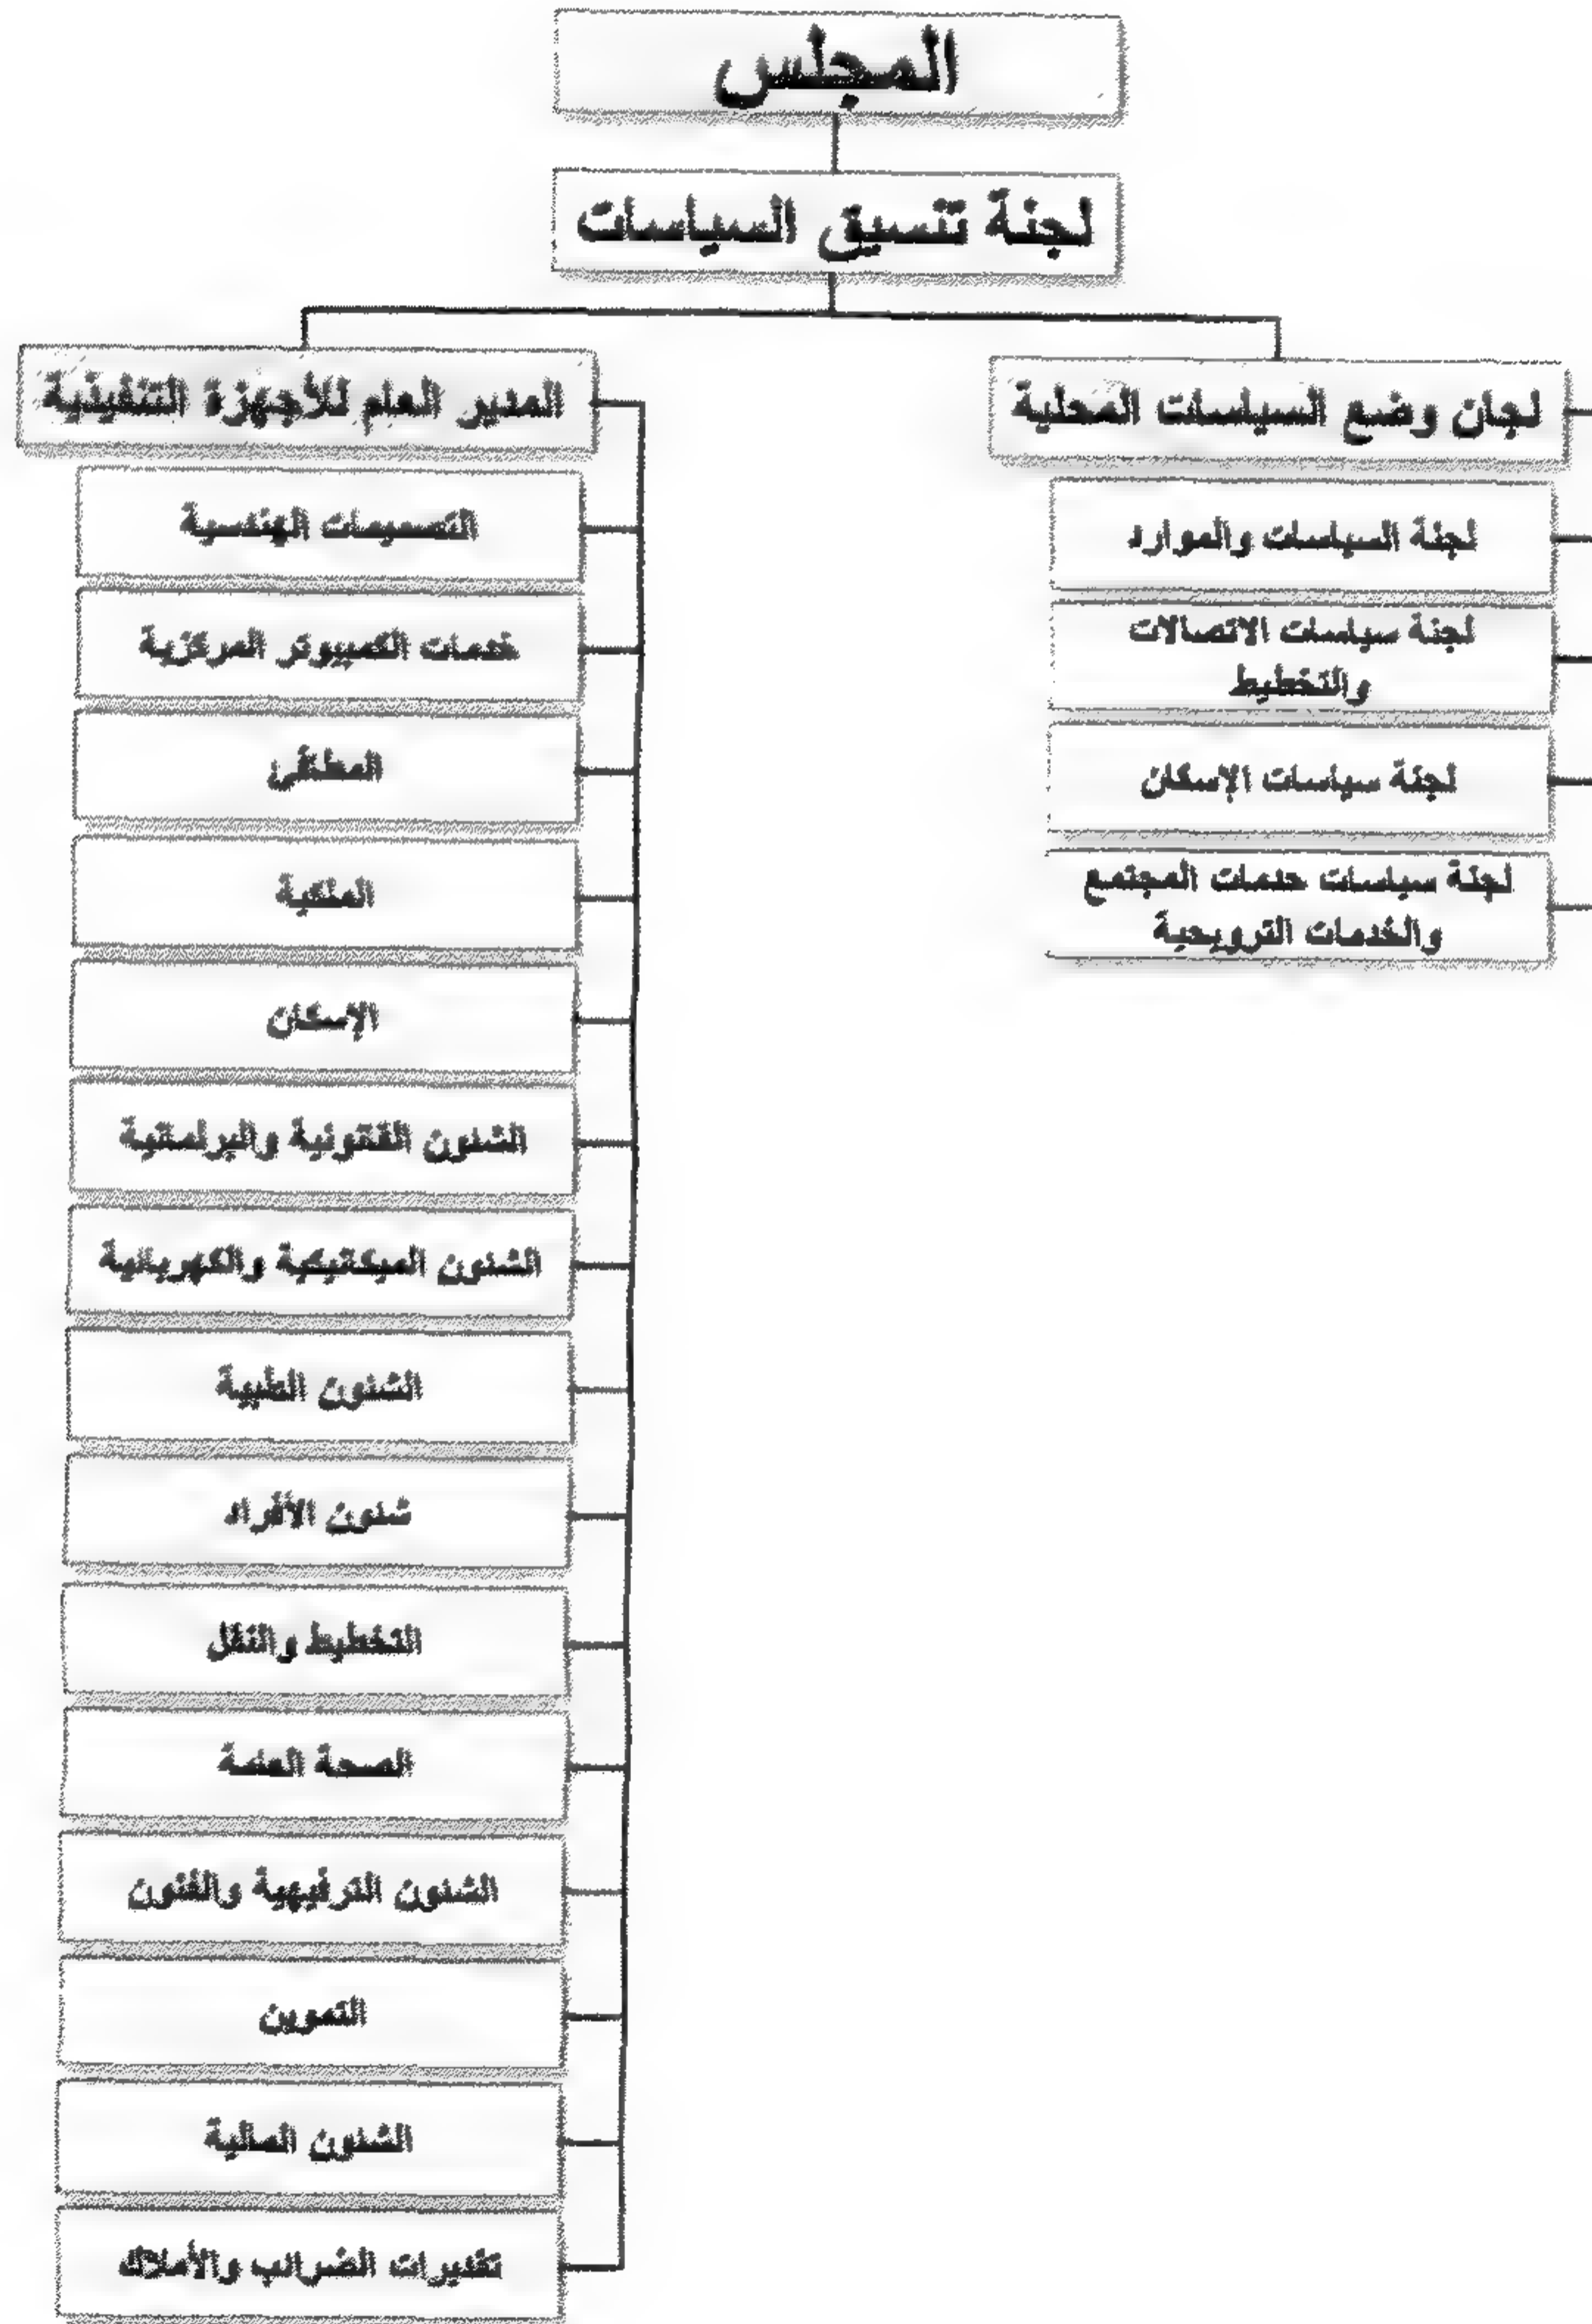 المجلس
لجنة تنسيق السياسات
لجان وضع السياسات المحلية
لجنة السياسات والموارد
لجنة سياسات الاتصالات
والتخطيط
لجنة سياسات الإسكان
لجنة سياسات خدمات المجتمع
والخدمات الترويحية
المدير العام للأجهزة التنفيذية
التصميمات الهندسية
خدمات الكمبيوتر المركزية
المطافئ
الملكية
الإسكان
الشئون القانونية والبرلمانية
الشئون الميكانيكية والكهربائية
الشئون الطبية
شئون الأفراد
التخطيط والنقل
الصحة العامة
الشئون الترفيهية والفنون
التموين
الشئون المالية
تقديرات الضرائب والأملاك